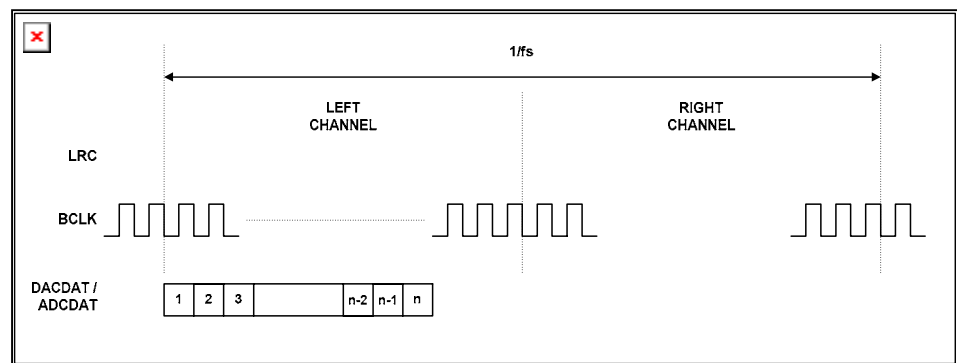 1/fs
LEFT
CHANNEL
RIGHT
CHANNEL
LRC
BCLK
DACDAT /
ADCDAT
1 2 3 n-2 n-1 n